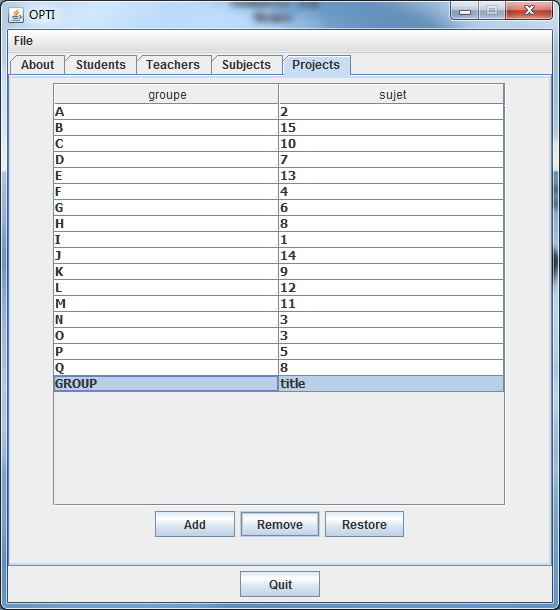 OPTI
File
About Students Teachers Subjects Projects
groupe sujet
A 2
B 15
C 10
D 7
E 13
F 4
G 6
H 8
I 1
J 14
K 9
L 12
M 11
N 3
O 3
P 5
Q 8
GROUP title
Add Remove Restore
Quit